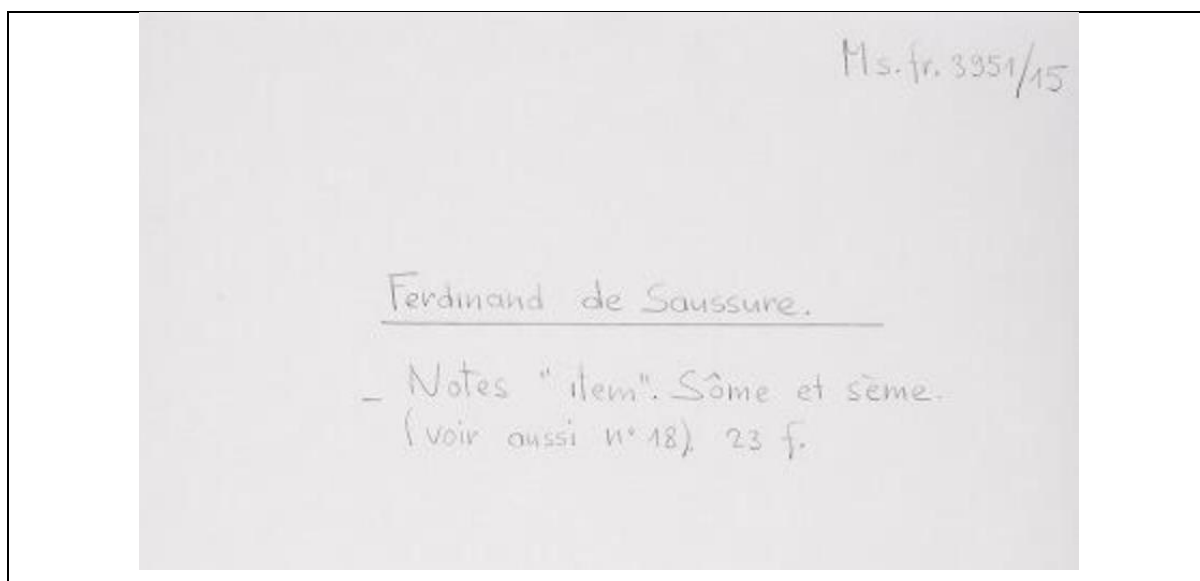 Ms. fr. 3951/15
Ferdinand de Saussure.
_ Notes "item". Sôme et sème.
(voir aussi n° 18). 23 f.